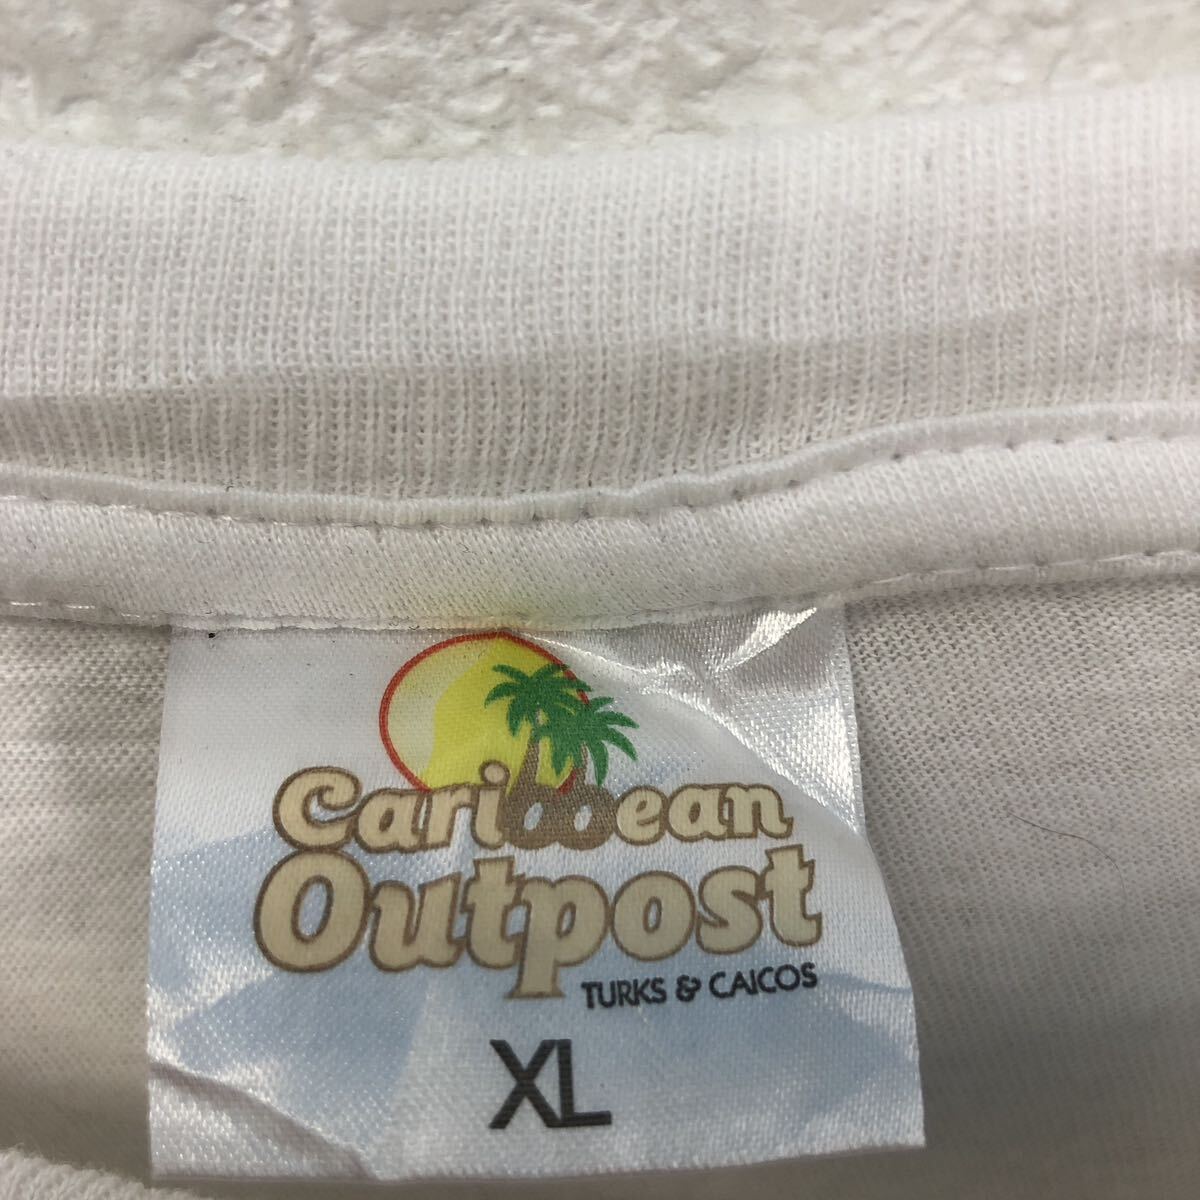 Caribbean
Outpost
TURKS & CAICOS
XL